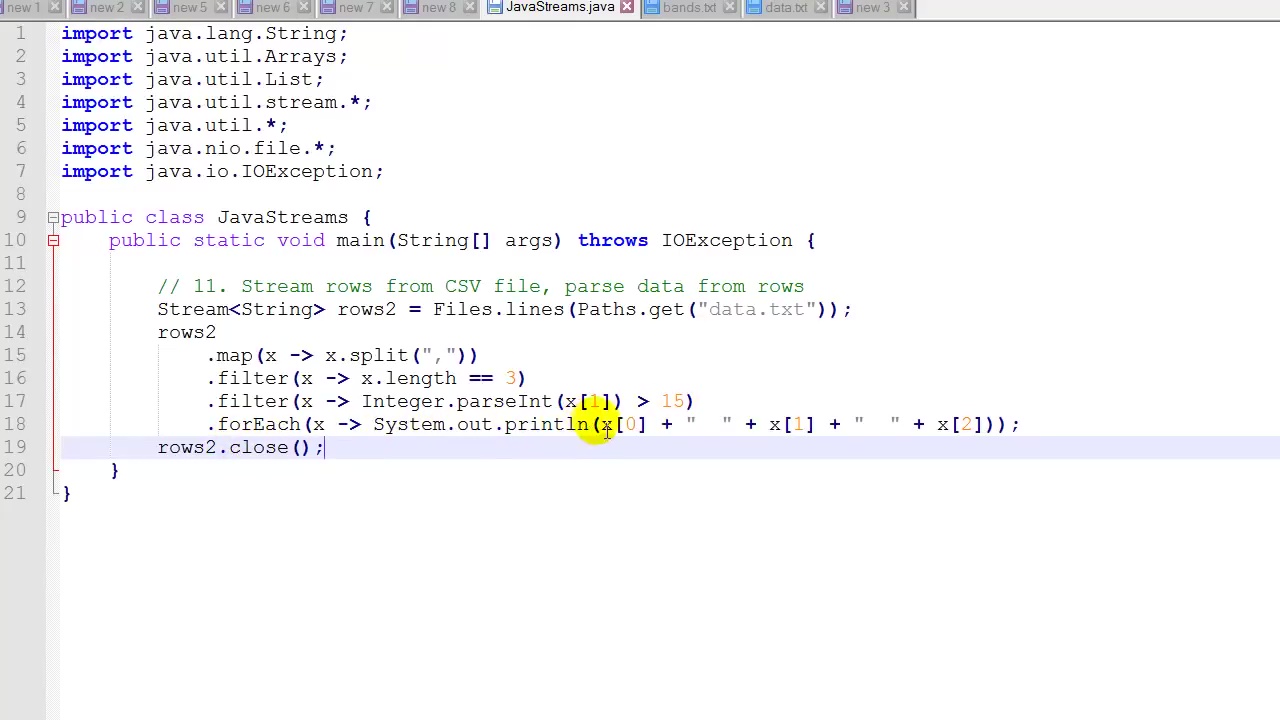 new 1 new 2 new 5 new 6 new 7 new 8 JavaStreams.java bands.txt data.txt new 3
1 import java.lang.String;
2 import java.util.Arrays;
3 import java.util.List;
4 import java.util.stream.*;
5 import java.util.*;
6 import java.nio.file.*;
7 import java.io.IOException;
8
9 public class JavaStreams {
10     public static void main(String[] args) throws IOException {
11
12         // 11. Stream rows from CSV file, parse data from rows
13         Stream<String> rows2 = Files.lines(Paths.get("data.txt"));
14         rows2
15             .map(x -> x.split(","))
16             .filter(x -> x.length == 3)
17             .filter(x -> Integer.parseInt(x[1]) > 15)
18             .forEach(x -> System.out.println(x[0] + "  " + x[1] + "  " + x[2]));
19         rows2.close();
20     }
21 }